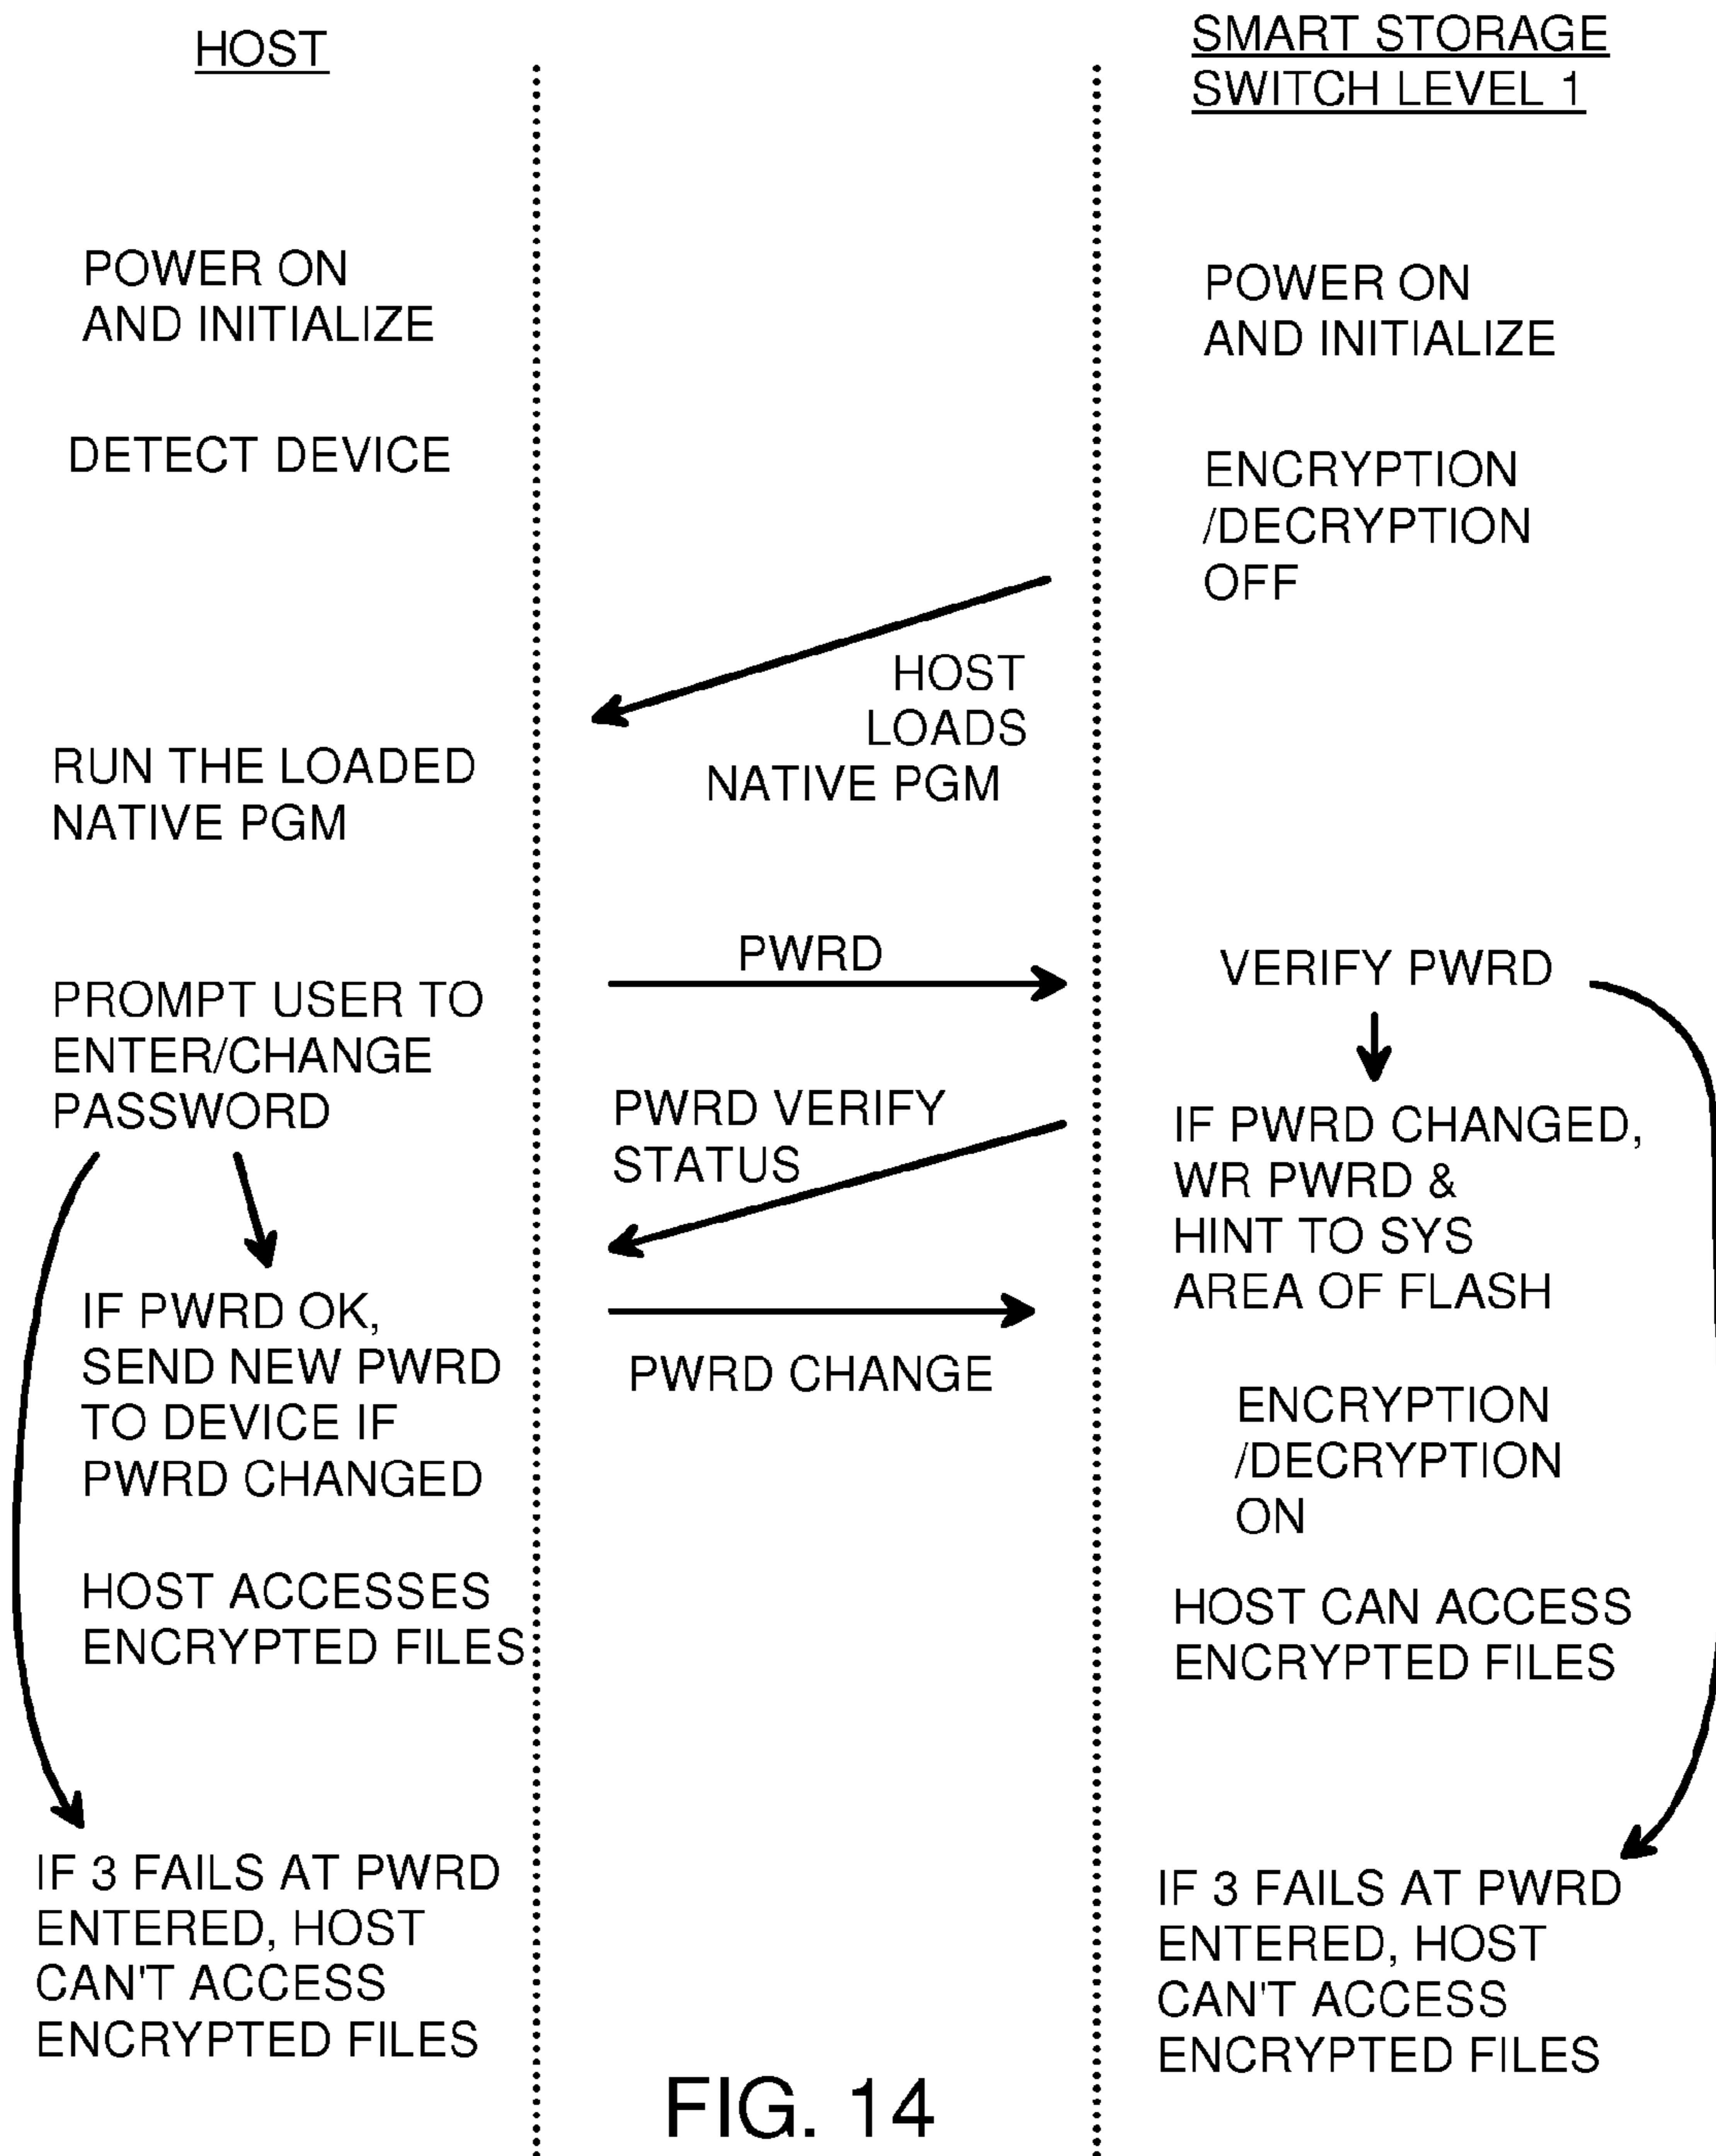 HOST
SMART STORAGE
SWITCH LEVEL 1
POWER ON
AND INITIALIZE
POWER ON
AND INITIALIZE
DETECT DEVICE
ENCRYPTION
/DECRYPTION
OFF
HOST
LOADS
NATIVE PGM
RUN THE LOADED
NATIVE PGM
PWRD
VERIFY PWRD
PROMPT USER TO
ENTER/CHANGE
PASSWORD
PWRD VERIFY
STATUS
IF PWRD CHANGED,
WR PWRD &
HINT TO SYS
AREA OF FLASH
IF PWRD OK,
SEND NEW PWRD
TO DEVICE IF
PWRD CHANGED
PWRD CHANGE
ENCRYPTION
/DECRYPTION
ON
HOST ACCESSES
ENCRYPTED FILES
HOST CAN ACCESS
ENCRYPTED FILES
IF 3 FAILS AT PWRD
ENTERED, HOST
CAN'T ACCESS
ENCRYPTED FILES
IF 3 FAILS AT PWRD
ENTERED, HOST
CAN'T ACCESS
ENCRYPTED FILES
FIG. 14